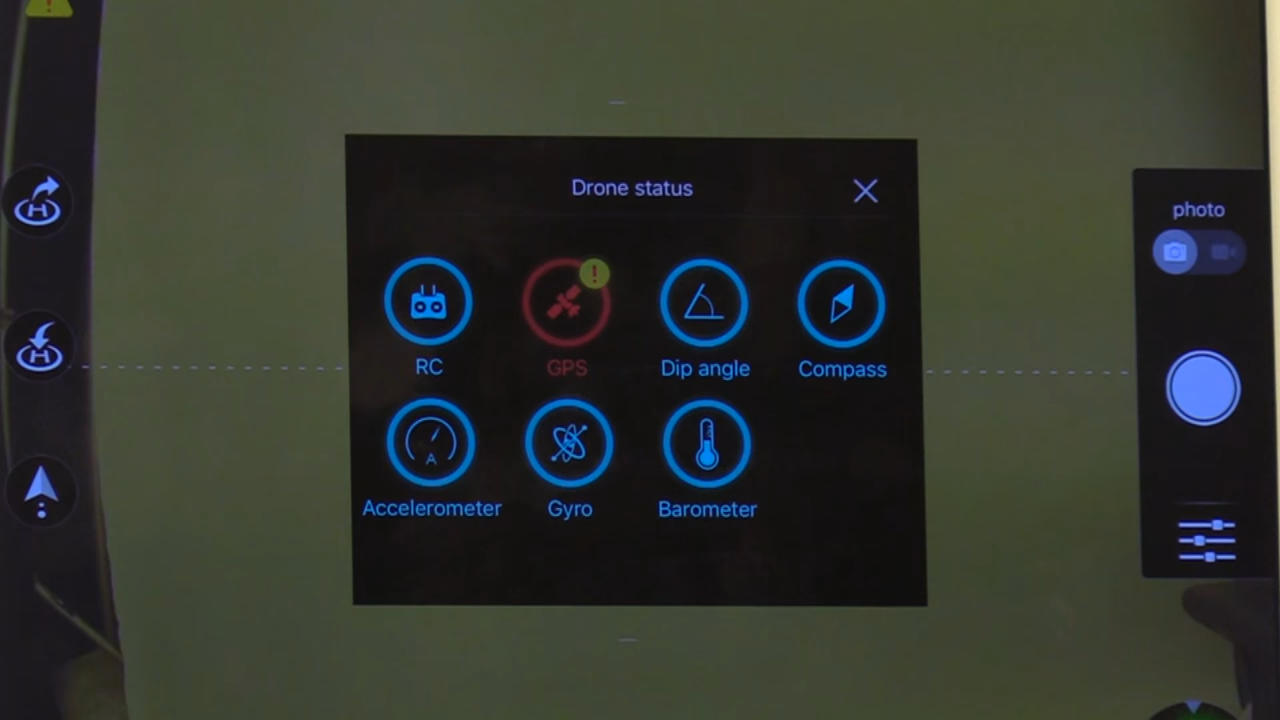 Drone status
photo
RC
GPS
Dip angle
Compass
Accelerometer
Gyro
Barometer